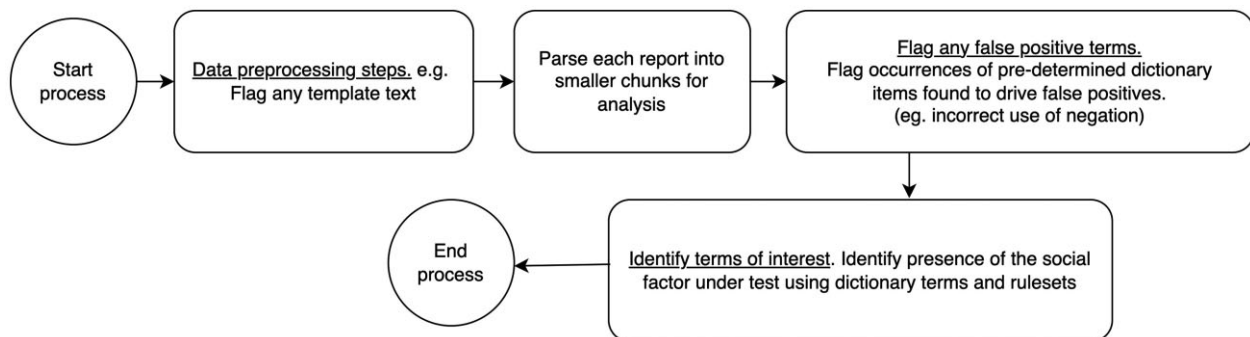 Start
process
Data preprocessing steps. e.g.
Flag any template text
Parse each report into
smaller chunks for
analysis
Flag any false positive terms.
Flag occurrences of pre-determined dictionary
items found to drive false positives.
(eg. incorrect use of negation)
Identify terms of interest. Identify presence of the social
factor under test using dictionary terms and rulesets
End
process